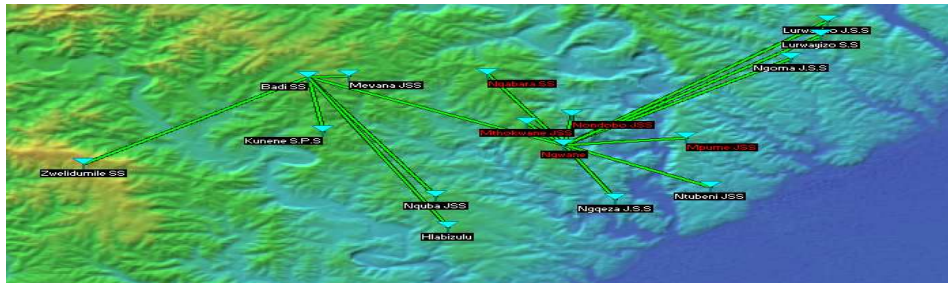 Lurwayizo J.S.S
Lurwayizo S.S
Ngoma J.S.S
Badi SS
Mevana JSS
Ngabara SS
Nondobo JSS
Mthokwane JSS
Kunene S.P.S
Ngwane
Mpume JSS
Zwelidumile SS
Nquba JSS
Ngqeza J.S.S
Ntubeni JSS
Hlabizulu